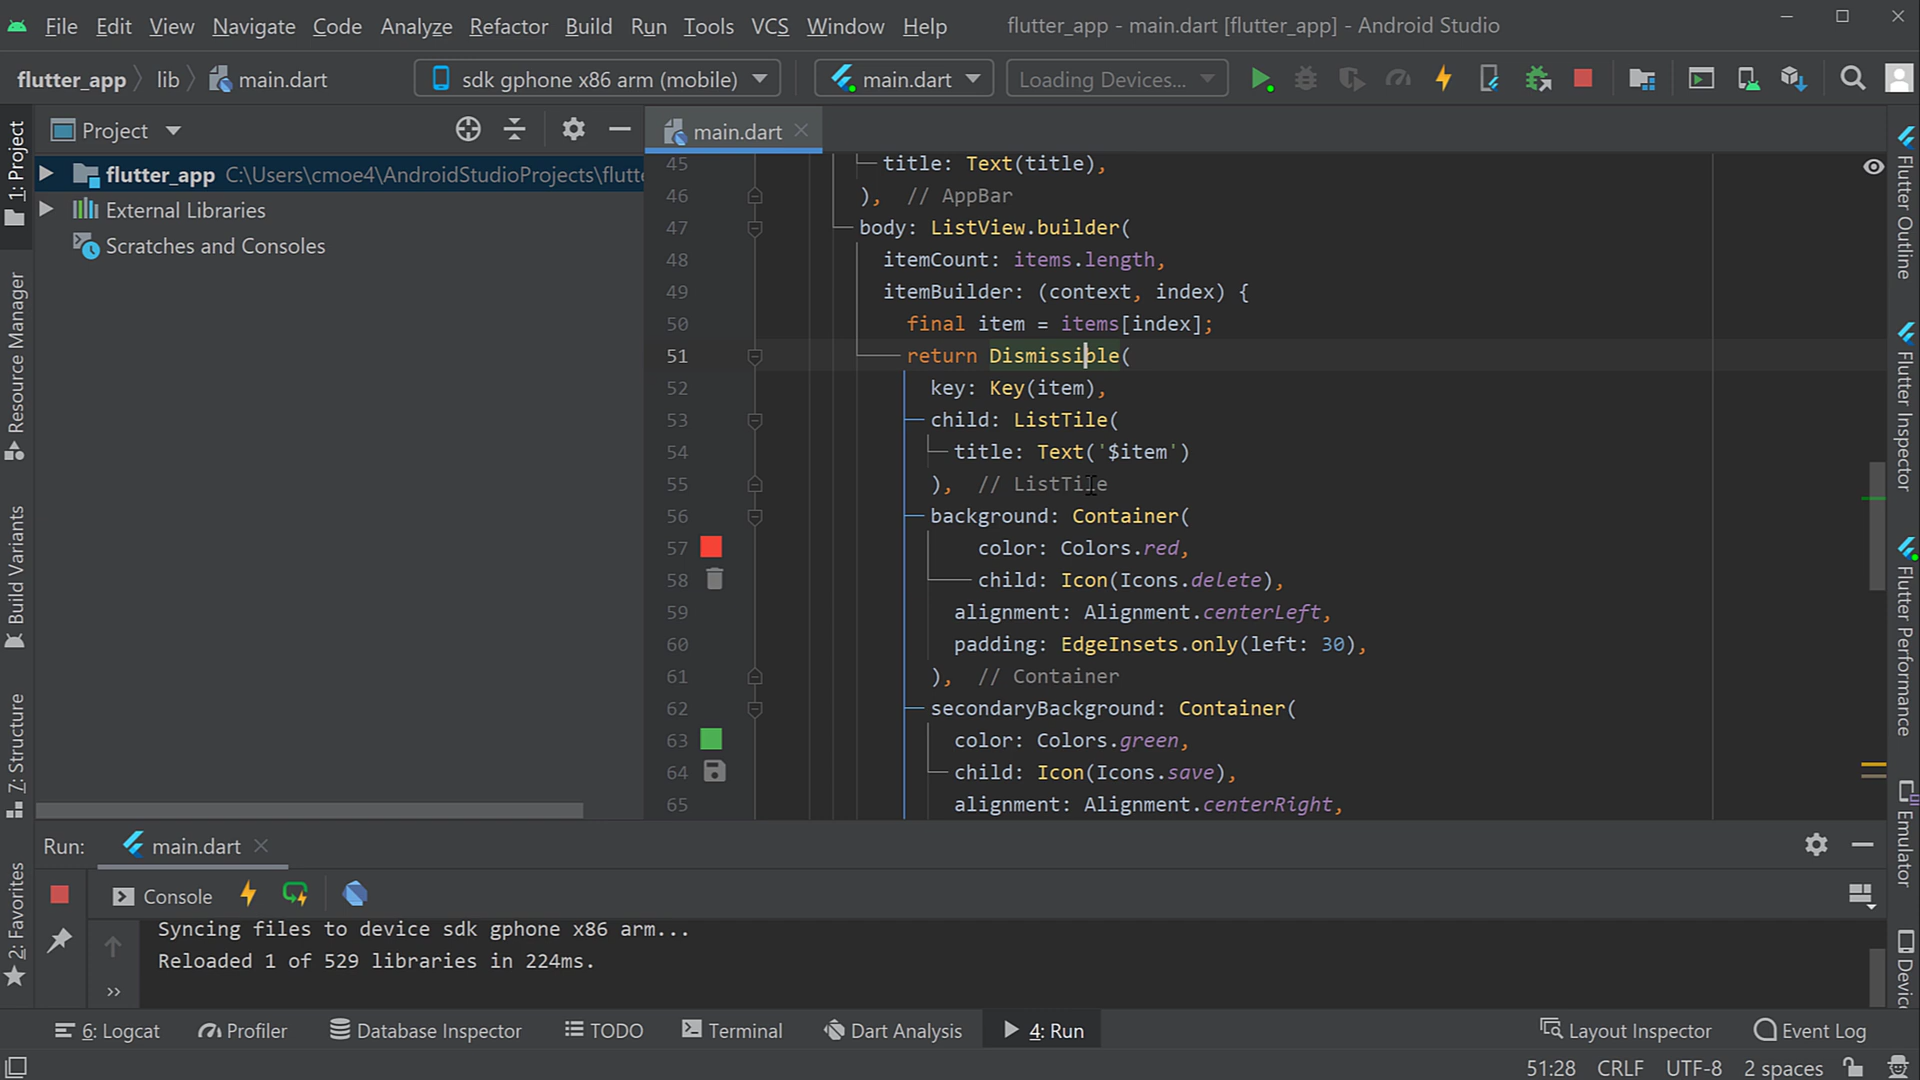 File Edit View Navigate Code Analyze Refactor Build Run Tools VCS Window Help flutter_app - main.dart [flutter_app] - Android Studio
flutter_app lib main.dart sdk gphone x86 arm (mobile) main.dart Loading Devices...
Project
main.dart
flutter_app C:\Users\cmoe4\AndroidStudioProjects\flutt
External Libraries
Scratches and Consoles
1: Project
Resource Manager
Build Variants
7: Structure
2: Favorites
45 title: Text(title),
46 ), // AppBar
47 body: ListView.builder(
48 itemCount: items.length,
49 itemBuilder: (context, index) {
50 final item = items[index];
51 return Dismissible(
52 key: Key(item),
53 child: ListTile(
54 title: Text('$item')
55 ), // ListTile
56 background: Container(
57 color: Colors.red,
58 child: Icon(Icons.delete),
59 alignment: Alignment.centerLeft,
60 padding: EdgeInsets.only(left: 30),
61 ), // Container
62 secondaryBackground: Container(
63 color: Colors.green,
64 child: Icon(Icons.save),
65 alignment: Alignment.centerRight,
Flutter Outline
Flutter Inspector
Flutter Performance
Emulator
Devic
Run: main.dart
Console
Syncing files to device sdk gphone x86 arm...
Reloaded 1 of 529 libraries in 224ms.
6: Logcat Profiler Database Inspector TODO Terminal Dart Analysis 4: Run Layout Inspector Event Log
51:28 CRLF UTF-8 2 spaces